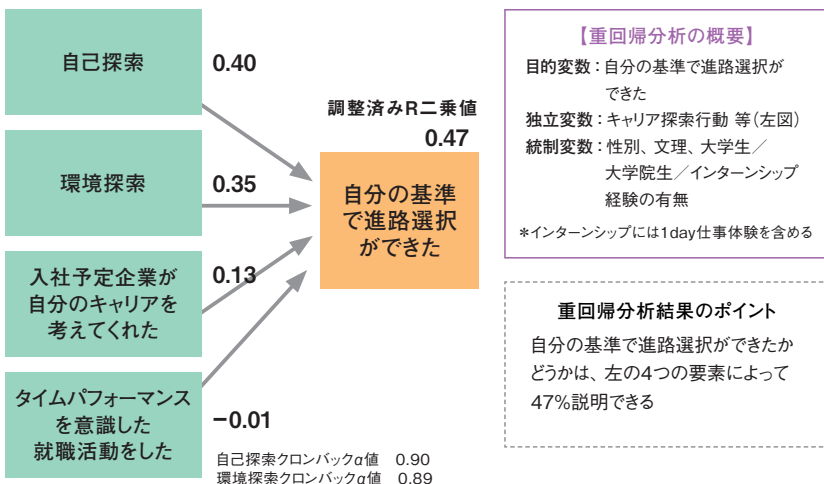 自己探索
0.40
環境探索
0.35
入社予定企業が
自分のキャリアを
考えてくれた
0.13
タイムパフォーマンス
を意識した
就職活動をした
−0.01
調整済みR二乗値
0.47
自分の基準
で進路選択
ができた
自己探索クロンバックα値 0.90
環境探索クロンバックα値 0.89
【重回帰分析の概要】
目的変数：自分の基準で進路選択が
できた
独立変数：キャリア探索行動 等（左図）
統制変数：性別、文理、大学生／
大学院生／インターンシップ
経験の有無
*インターンシップには1day仕事体験を含める
重回帰分析結果のポイント
自分の基準で進路選択ができたか
どうかは、左の4つの要素によって
47%説明できる